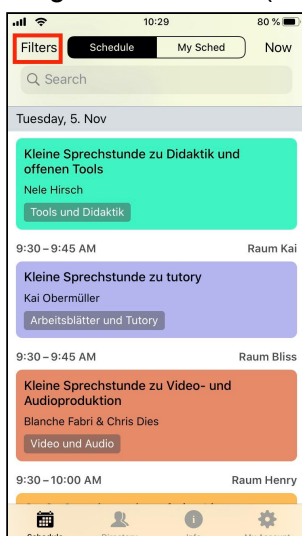 10:29
80 %
Filters
Schedule
My Sched
Now
Search
Tuesday, 5. Nov
Kleine Sprechstunde zu Didaktik und
offenen Tools
Nele Hirsch
Tools und Didaktik
9:30 – 9:45 AM Raum Kai
Kleine Sprechstunde zu tutory
Kai Obermüller
Arbeitsblätter und Tutory
9:30 – 9:45 AM Raum Bliss
Kleine Sprechstunde zu Video- und
Audioproduktion
Blanche Fabri & Chris Dies
Video und Audio
9:30 – 10:00 AM Raum Henry